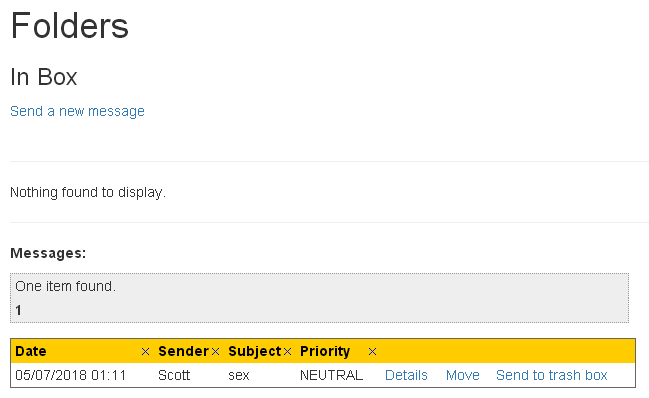 Folders
In Box
Send a new message
Nothing found to display.
Messages:
One item found.
1
Date Sender Subject Priority
05/07/2018 01:11 Scott sex NEUTRAL Details Move Send to trash box